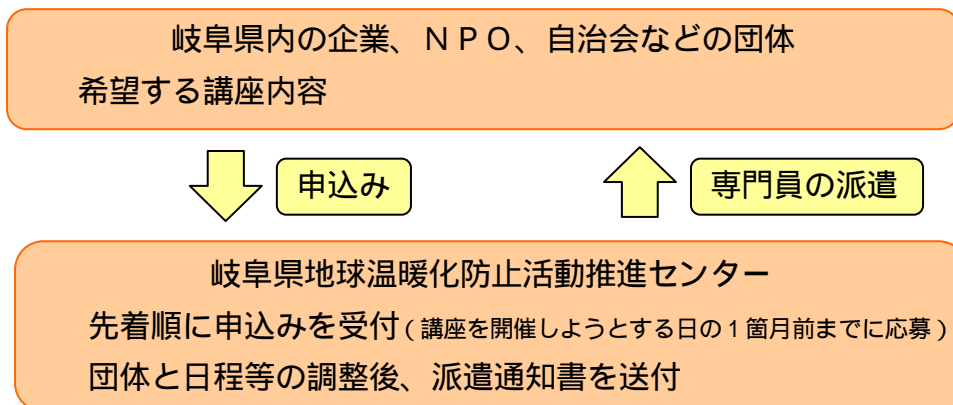 岐阜県内の企業、ＮＰＯ、自治会などの団体
希望する講座内容
申込み
専門員の派遣
岐阜県地球温暖化防止活動推進センター
先着順に申込みを受付（講座を開催しようとする日の１箇月前までに応募）
団体と日程等の調整後、派遣通知書を送付